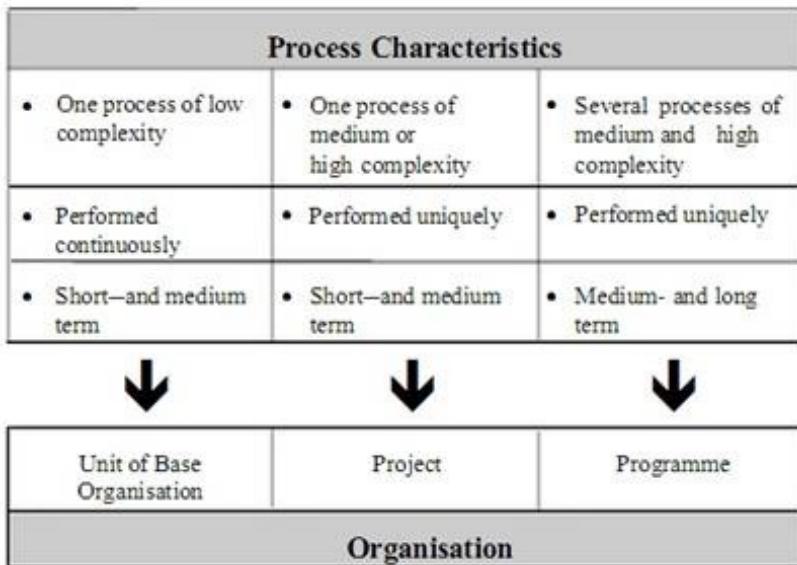 Process Characteristics
• One process of low
complexity
• One process of
medium or
high complexity
• Several processes of
medium and high
complexity
• Performed
continuously
• Performed uniquely
• Performed uniquely
• Short—and medium
term
• Short—and medium
term
• Medium- and long
term
Unit of Base
Organisation
Project
Programme
Organisation